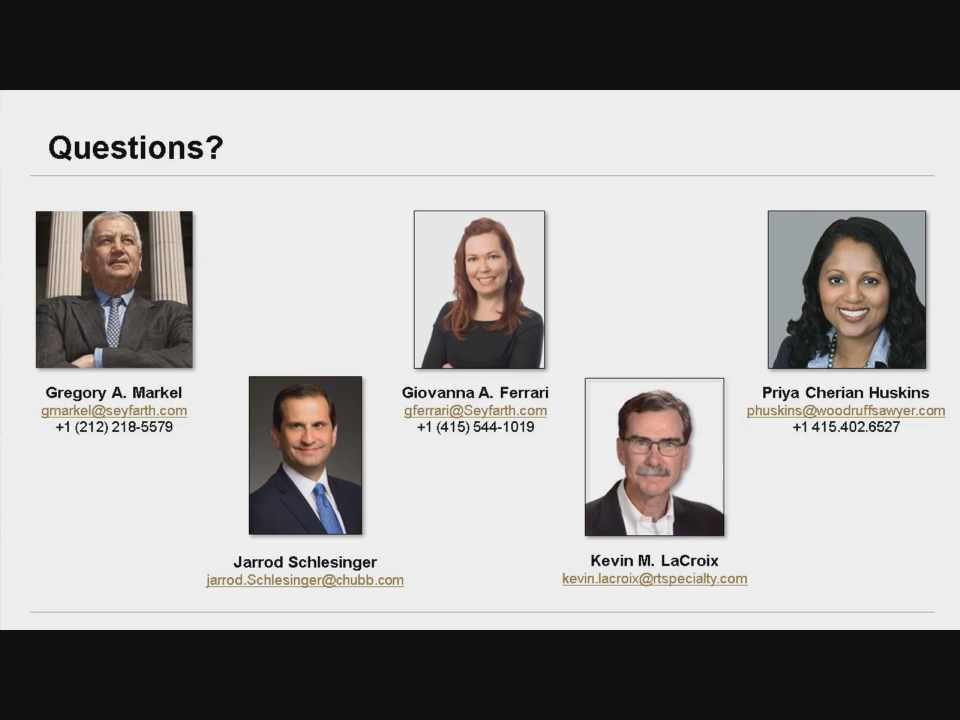 Questions?
Gregory A. Markel
gmarkel@seyfarth.com
+1 (212) 218-5579
Giovanna A. Ferrari
gferrari@Seyfarth.com
+1 (415) 544-1019
Priya Cherian Huskins
phuskins@woodruffsawyer.com
+1 415.402.6527
Jarrod Schlesinger
jarrod.Schlesinger@chubb.com
Kevin M. LaCroix
kevin.lacroix@rtspecialty.com